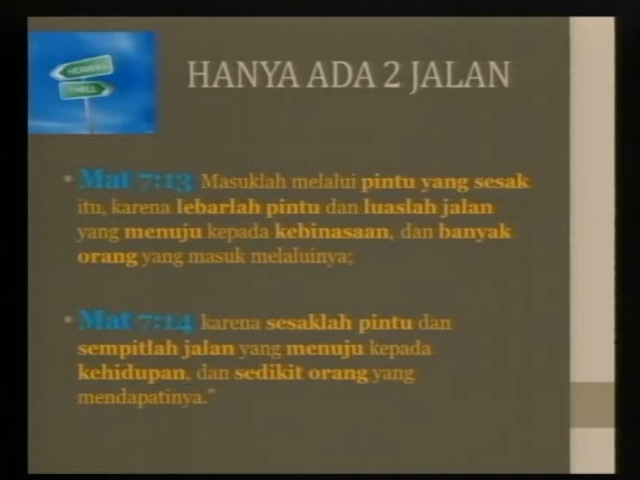 HEAVEN
HELL
HANYA ADA 2 JALAN
• Mat 7:13 Masuklah melalui pintu yang sesak
itu, karena lebarlah pintu dan luaslah jalan
yang menuju kepada kebinasaan, dan banyak
orang yang masuk melaluinya;
• Mat 7:14 karena sesaklah pintu dan
sempitlah jalan yang menuju kepada
kehidupan, dan sedikit orang yang
mendapatinya."